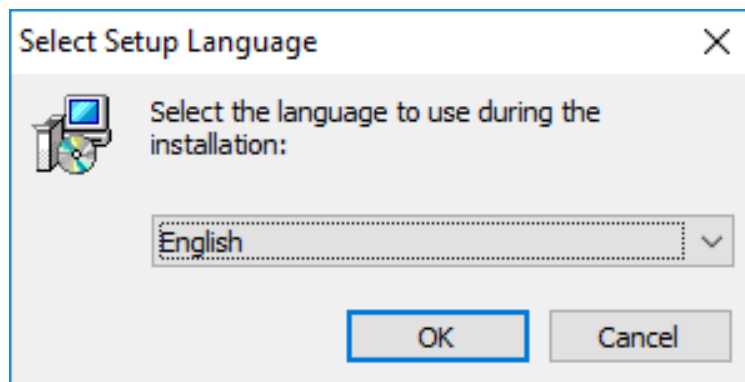 Select Setup Language
Select the language to use during the
installation:
English
OK
Cancel